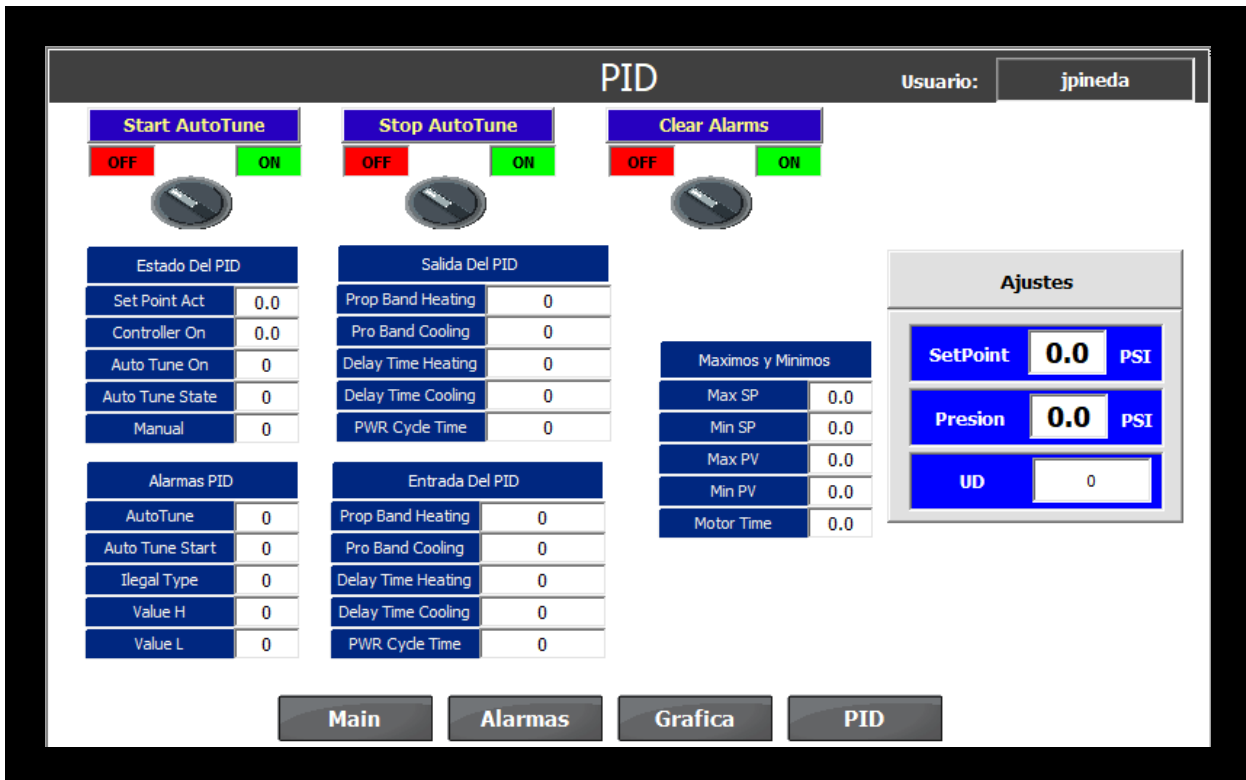 PID
Usuario: jpineda
Start AutoTune
OFF ON
Stop AutoTune
OFF ON
Clear Alarms
OFF ON
Estado Del PID
Set Point Act 0.0
Controller On 0.0
Auto Tune On 0
Auto Tune State 0
Manual 0
Salida Del PID
Prop Band Heating 0
Pro Band Cooling 0
Delay Time Heating 0
Delay Time Cooling 0
PWR Cycle Time 0
Alarmas PID
AutoTune 0
Auto Tune Start 0
Ilegal Type 0
Value H 0
Value L 0
Entrada Del PID
Prop Band Heating 0
Pro Band Cooling 0
Delay Time Heating 0
Delay Time Cooling 0
PWR Cycle Time 0
Maximos y Minimos
Max SP 0.0
Min SP 0.0
Max PV 0.0
Min PV 0.0
Motor Time 0.0
Ajustes
SetPoint 0.0 PSI
Presion 0.0 PSI
UD 0
Main Alarmas Grafica PID